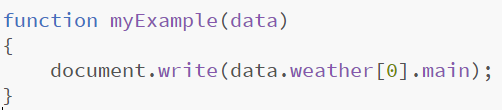 function myExample(data)
{
    document.write(data.weather[0].main);
}